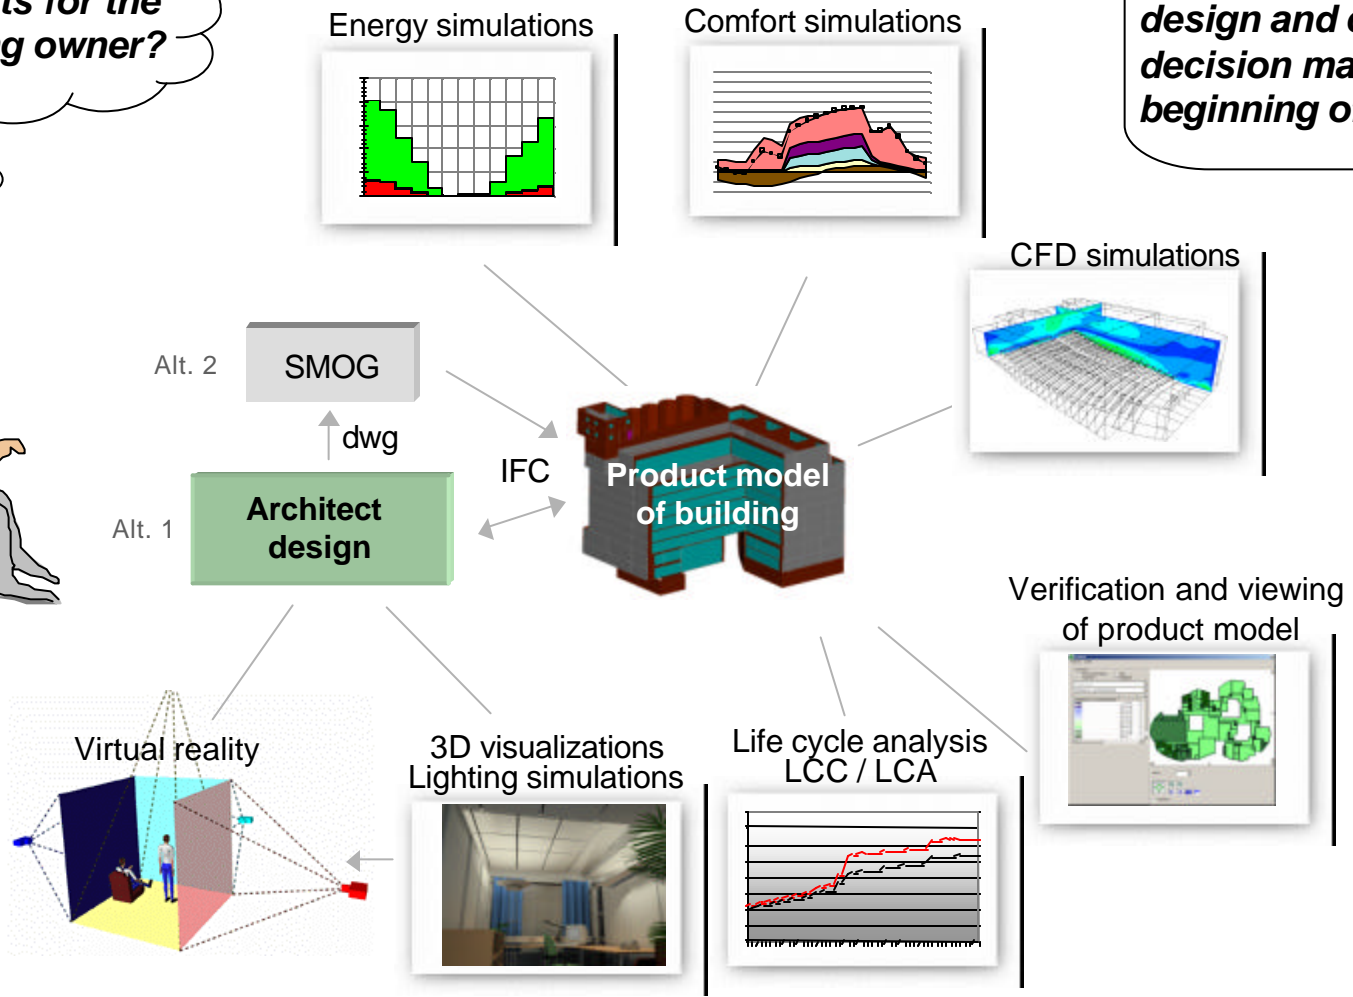 for the
owner?
Energy simulations
Comfort simulations
design and
decision
beginning
CFD simulations
Alt. 2
SMOG
dwg
IFC
Product model
of building
Alt. 1
Architect
design
Verification and viewing
of product model
Virtual reality
3D visualizations
Lighting simulations
Life cycle analysis
LCC / LCA